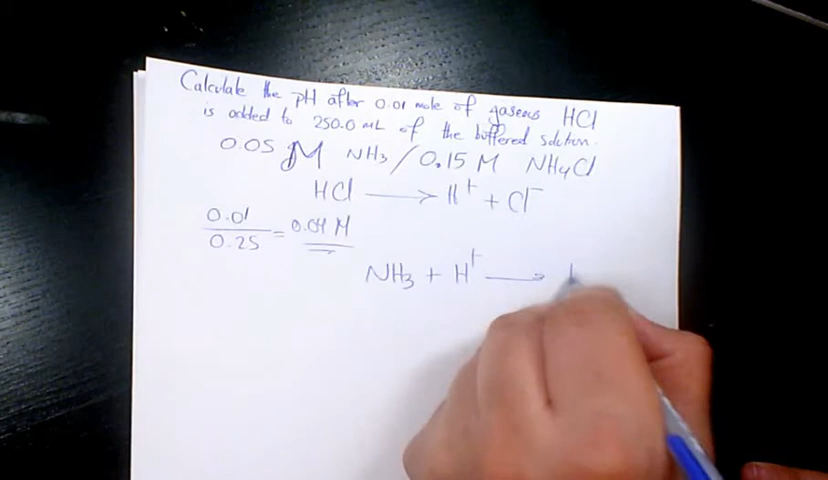 Calculate the pH after 0.01 mole of gaseous HCl
is added to 250.0 mL of the buffered solution.
0.05 M NH3 / 0.15 M NH4Cl
HCl → H+ + Cl-
0.01/0.25 = 0.04 M
NH3 + H+ →